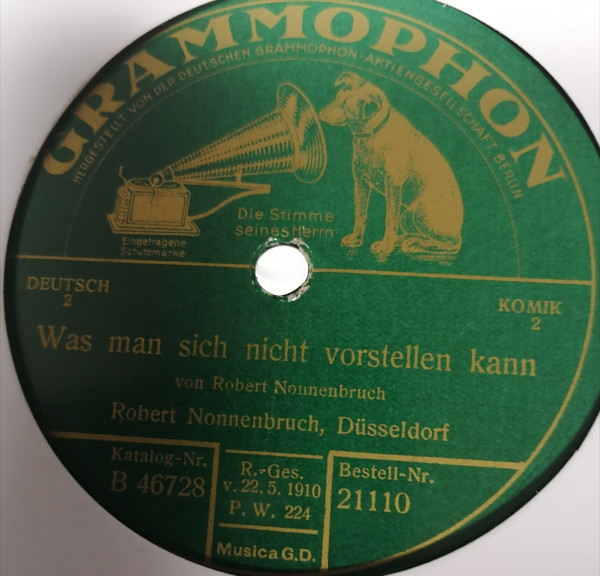 GRAMMOPHON
HERGESTELLT VON DER DEUTSCHEN GRAMMOPHON-AKTIENGESELLSCHAFT BERLIN
Die Stimme
seines Herrn
Eingetragene
Schutzmarke
DEUTSCH
2
KOMIK
2
Was man sich nicht vorstellen kann
von Robert Nonnenbruch
Robert Nonnenbruch, Düsseldorf
Katalog-Nr.
B 46728
R.-Ges.
v. 22. 5. 1910
P. W. 224
Bestell-Nr.
21110
Musica G.D.